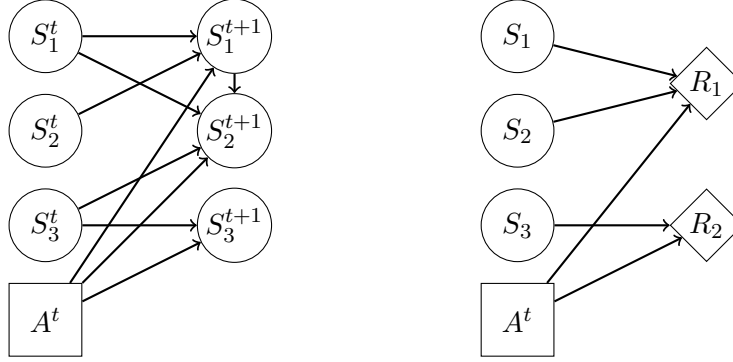 S_1^t S_1^{t+1} S_1 R_1
S_2^t S_2^{t+1} S_2
S_3^t S_3^{t+1} S_3 R_2
A^t A^t